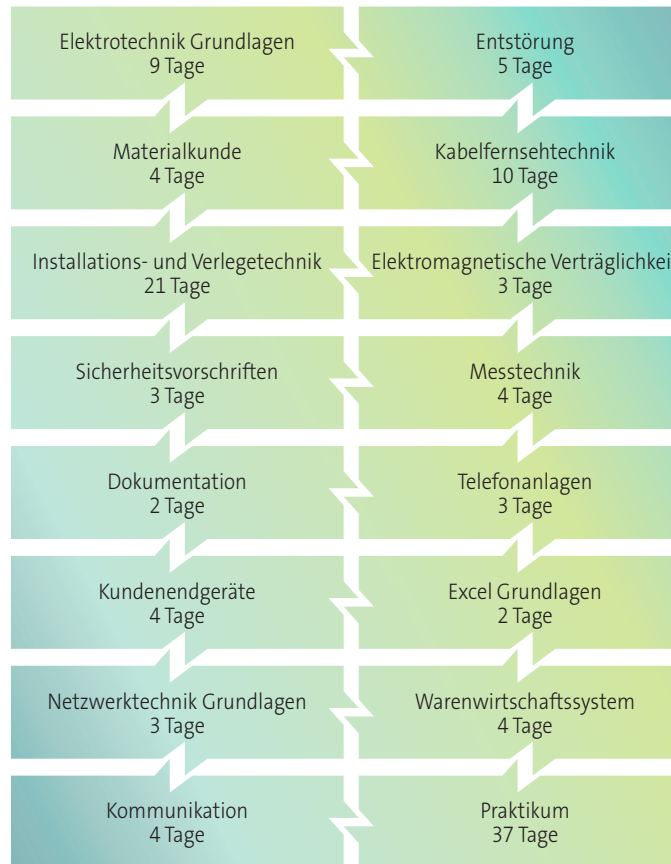 Elektrotechnik Grundlagen
9 Tage
Entstörung
5 Tage
Materialkunde
4 Tage
Kabelfernsehtechnik
10 Tage
Installations- und Verlegetechnik
21 Tage
Elektromagnetische Verträglichkei
3 Tage
Sicherheitsvorschriften
3 Tage
Messtechnik
4 Tage
Dokumentation
2 Tage
Telefonanlagen
3 Tage
Kundenendgeräte
4 Tage
Excel Grundlagen
2 Tage
Netzwerktechnik Grundlagen
3 Tage
Warenwirtschaftssystem
4 Tage
Kommunikation
4 Tage
Praktikum
37 Tage